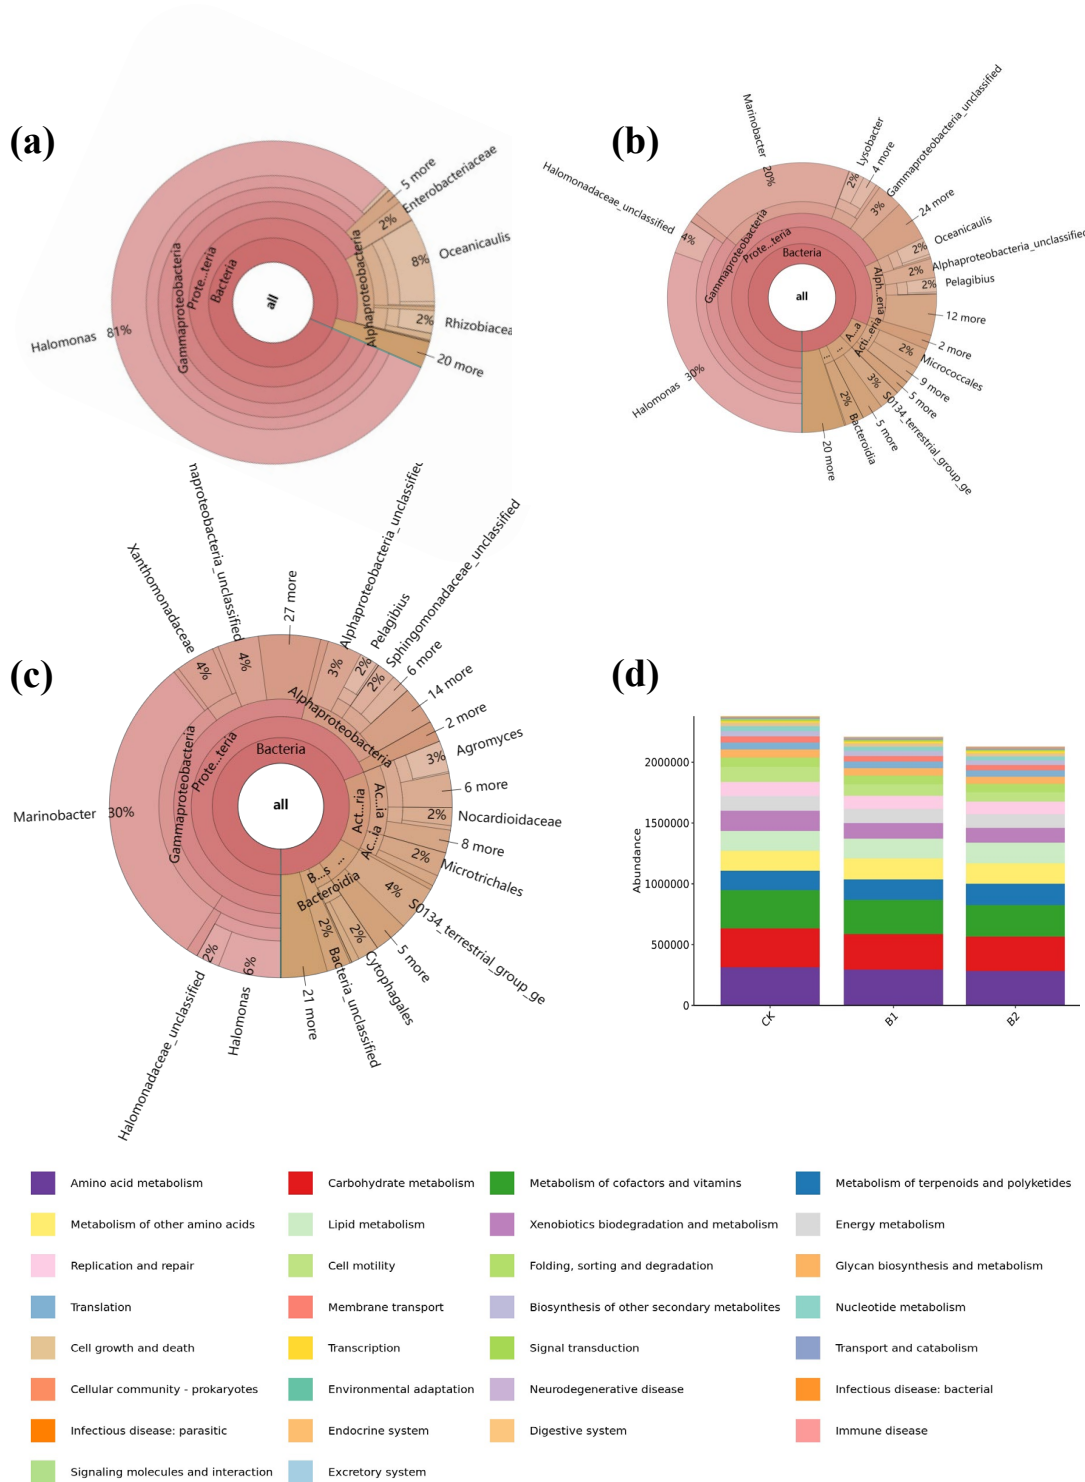 (a)
5 more
Enterobacteriaceae
2%
Oceanicaulis
8%
Rhizobiacea
2%
20 more
Alphaproteobacteria
Gammaproteobacteria
Prote...teria
Bacteria
all
Halomonas 81%
(b)
Marinobacter
20%
Lysobacter
2%
4 more
Gammaproteobacteria_unclassified
3%
24 more
Oceanicaulis
2%
Alphaproteobacteria_unclassified
2%
Pelagibius
2%
12 more
2 more
Micrococcales
2%
9 more
5 more
S0134_terrestrial_group_ge
3%
5 more
Bacteroidia
2%
20 more
Halomonadaceae_unclassified
4%
Halomonas
30%
Gammaproteobacteria
Prote...teria
Bacteria
all
Alph...eria
Acti...eria
A...a
...
...
(c)
Xanthomonadaceae
4%
naproteobacteria_unclassified
4%
27 more
Alphaproteobacteria_unclassified
3%
Pelagibius
2%
Sphingomonadaceae_unclassified
2%
6 more
14 more
2 more
Agromyces
3%
6 more
Nocardioidaceae
2%
8 more
Microtrichales
2%
S0134_terrestrial_group_ge
4%
5 more
Cytophagales
2%
Bacteria_unclassified
2%
21 more
Halomonas
6%
Halomonadaceae_unclassified
2%
Marinobacter 30%
Gammaproteobacteria
Prote...teria
Bacteria
all
Alphaproteobacteria
Act...ria
Ac...ia
Ac...ia
B...s
...
Bacteroidia
(d)
Abundance
2000000
1500000
1000000
500000
0
CK
B1
B2
Amino acid metabolism
Carbohydrate metabolism
Metabolism of cofactors and vitamins
Metabolism of terpenoids and polyketides
Metabolism of other amino acids
Lipid metabolism
Xenobiotics biodegradation and metabolism
Energy metabolism
Replication and repair
Cell motility
Folding, sorting and degradation
Glycan biosynthesis and metabolism
Translation
Membrane transport
Biosynthesis of other secondary metabolites
Nucleotide metabolism
Cell growth and death
Transcription
Signal transduction
Transport and catabolism
Cellular community - prokaryotes
Environmental adaptation
Neurodegenerative disease
Infectious disease: bacterial
Infectious disease: parasitic
Endocrine system
Digestive system
Immune disease
Signaling molecules and interaction
Excretory system